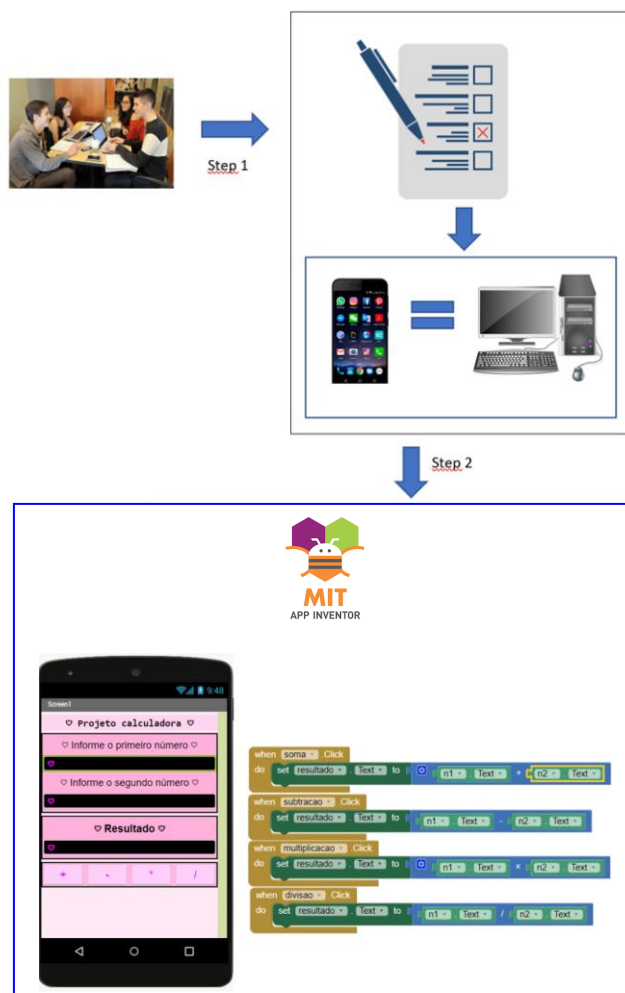 Step 1
Step 2
MIT
APP INVENTOR
9:48
Screen1
♡ Projeto calculadora ♡
♡ Informe o primeiro número ♡
♡ Informe o segundo número ♡
♡ Resultado ♡
+ - * /
when soma .Click
do set resultado . Text to n1 . Text + n2 . Text
when subtracao .Click
do set resultado . Text to n1 . Text - n2 . Text
when multiplicacao .Click
do set resultado . Text to n1 . Text × n2 . Text
when divisao .Click
do set resultado . Text to n1 . Text / n2 . Text